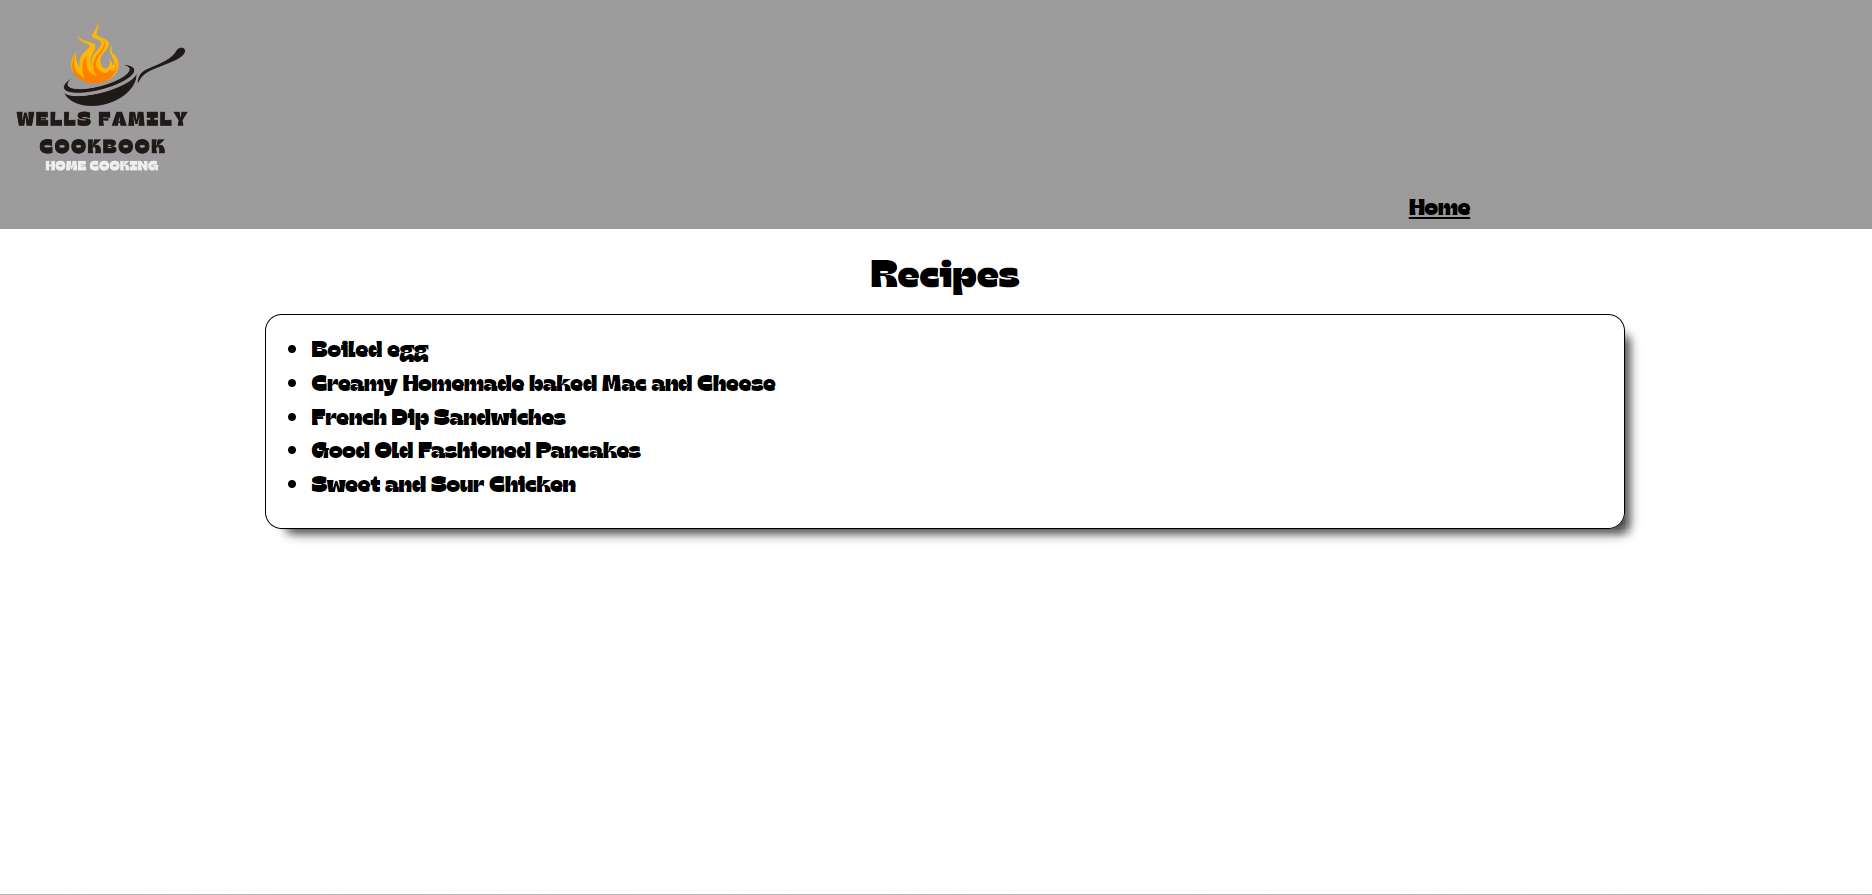 WELLS FAMILY
COOKBOOK
HOME COOKING
Home
Recipes
Boiled egg
Creamy Homemade baked Mac and Cheese
French Dip Sandwiches
Good Old Fashioned Pancakes
Sweet and Sour Chicken